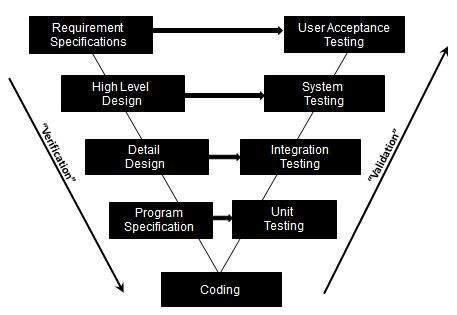 Requirement
Specifications
User Acceptance
Testing
High Level
Design
System
Testing
"Verification"
"Validation"
Detail
Design
Integration
Testing
Program
Specification
Unit
Testing
Coding